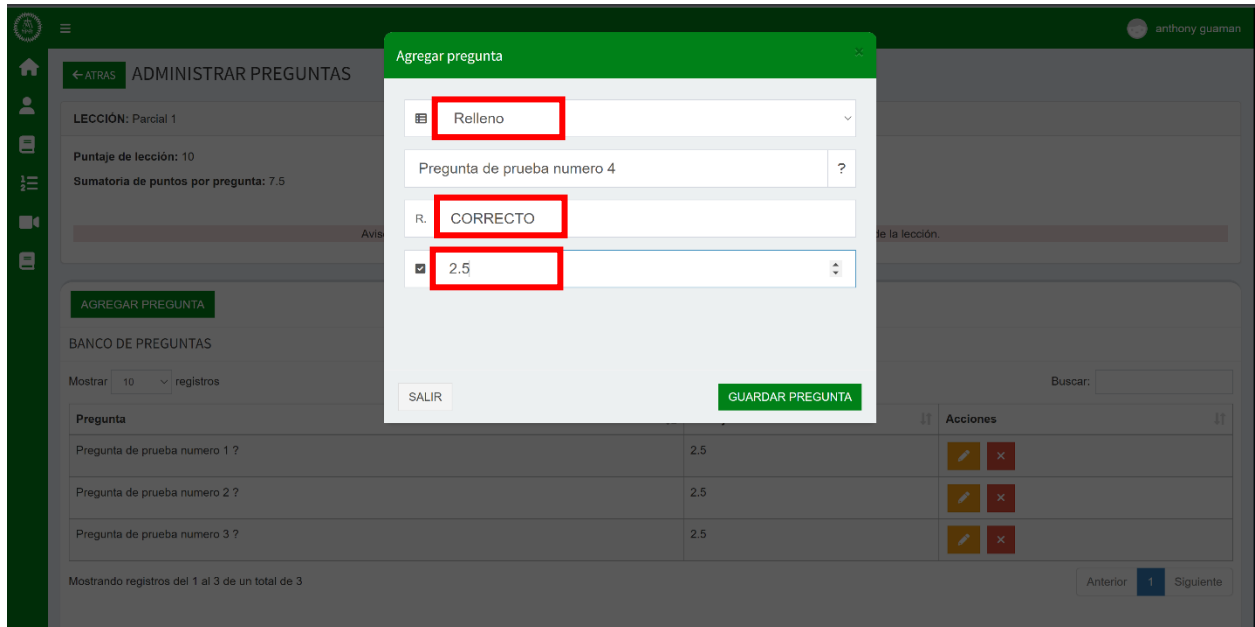 anthony guaman
Agregar pregunta
×
ATRAS ADMINISTRAR PREGUNTAS
LECCIÓN: Parcial 1
Relleno
Puntaje de lección: 10
Pregunta de prueba numero 4 ?
Sumatoria de puntos por pregunta: 7.5
R. CORRECTO
de la lección.
2.5
AGREGAR PREGUNTA
BANCO DE PREGUNTAS
Mostrar 10 registros
Buscar:
SALIR GUARDAR PREGUNTA
Pregunta Acciones
Pregunta de prueba numero 1 ? 2.5
Pregunta de prueba numero 2 ? 2.5
Pregunta de prueba numero 3 ? 2.5
Mostrando registros del 1 al 3 de un total de 3
Anterior 1 Siguiente